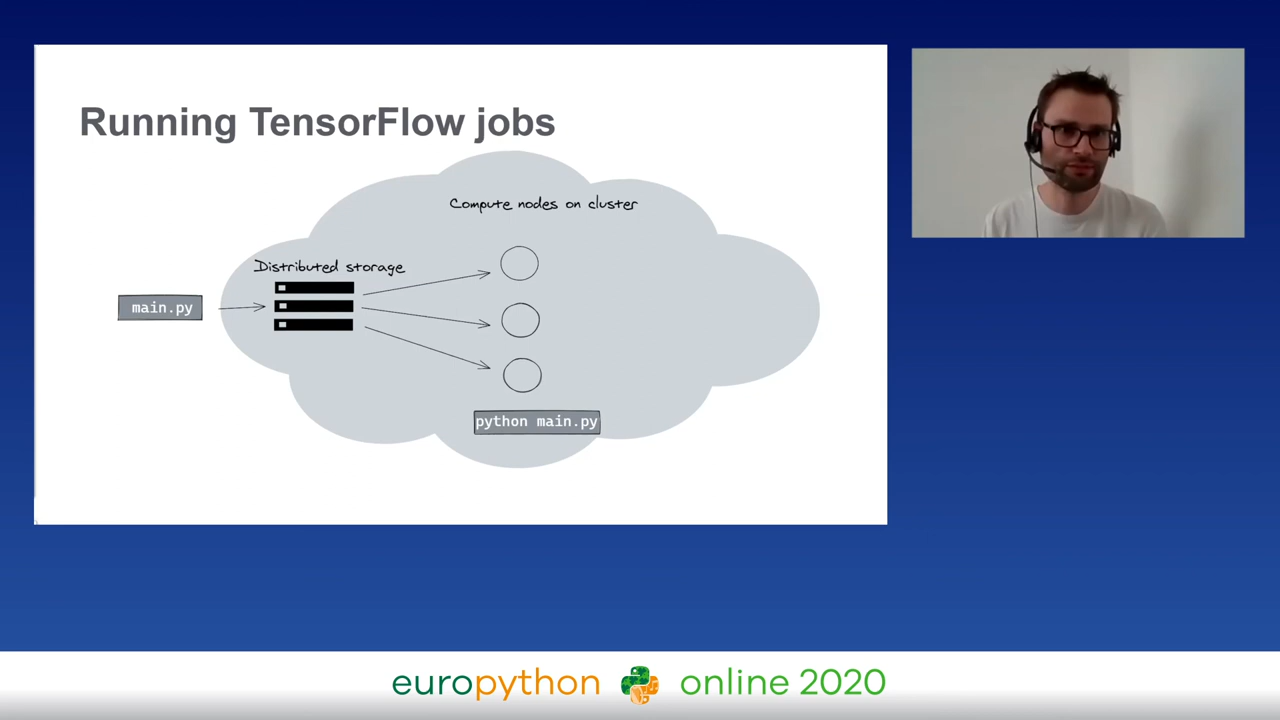 Running TensorFlow jobs
Compute nodes on cluster
Distributed storage
main.py
python main.py
europython online 2020